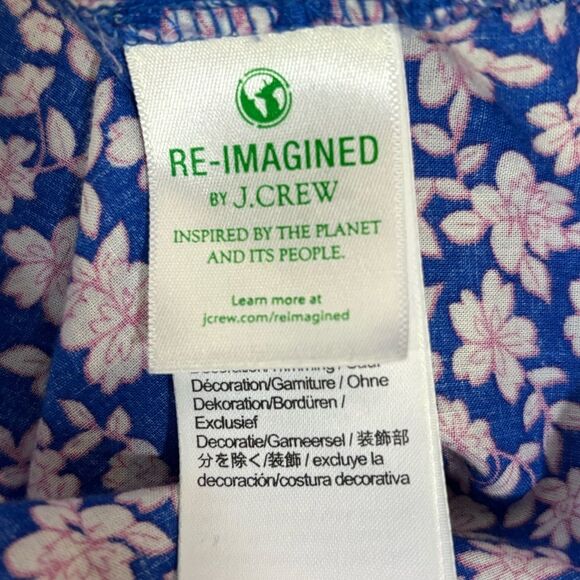 RE-IMAGINED
BY J.CREW
INSPIRED BY THE PLANET
AND ITS PEOPLE.
Learn more at
jcrew.com/reimagined
Décoration/Garniture / Ohne
Dekoration/Bordüren /
Exclusief
Decoratie/Garneersel / 装飾部
分を除く/装飾 / excluye la
decoración/costura decorativa